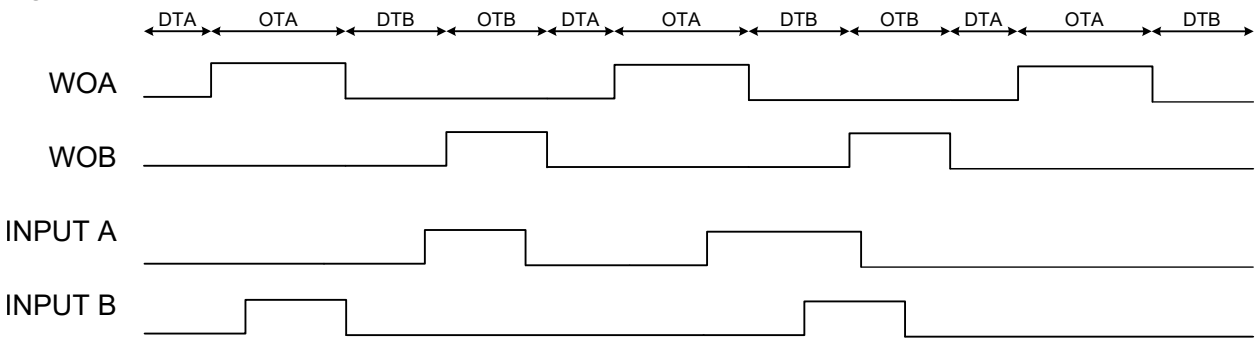 DTA OTA DTB OTB DTA OTA DTB OTB DTA OTA DTB
WOA
WOB
INPUT A
INPUT B